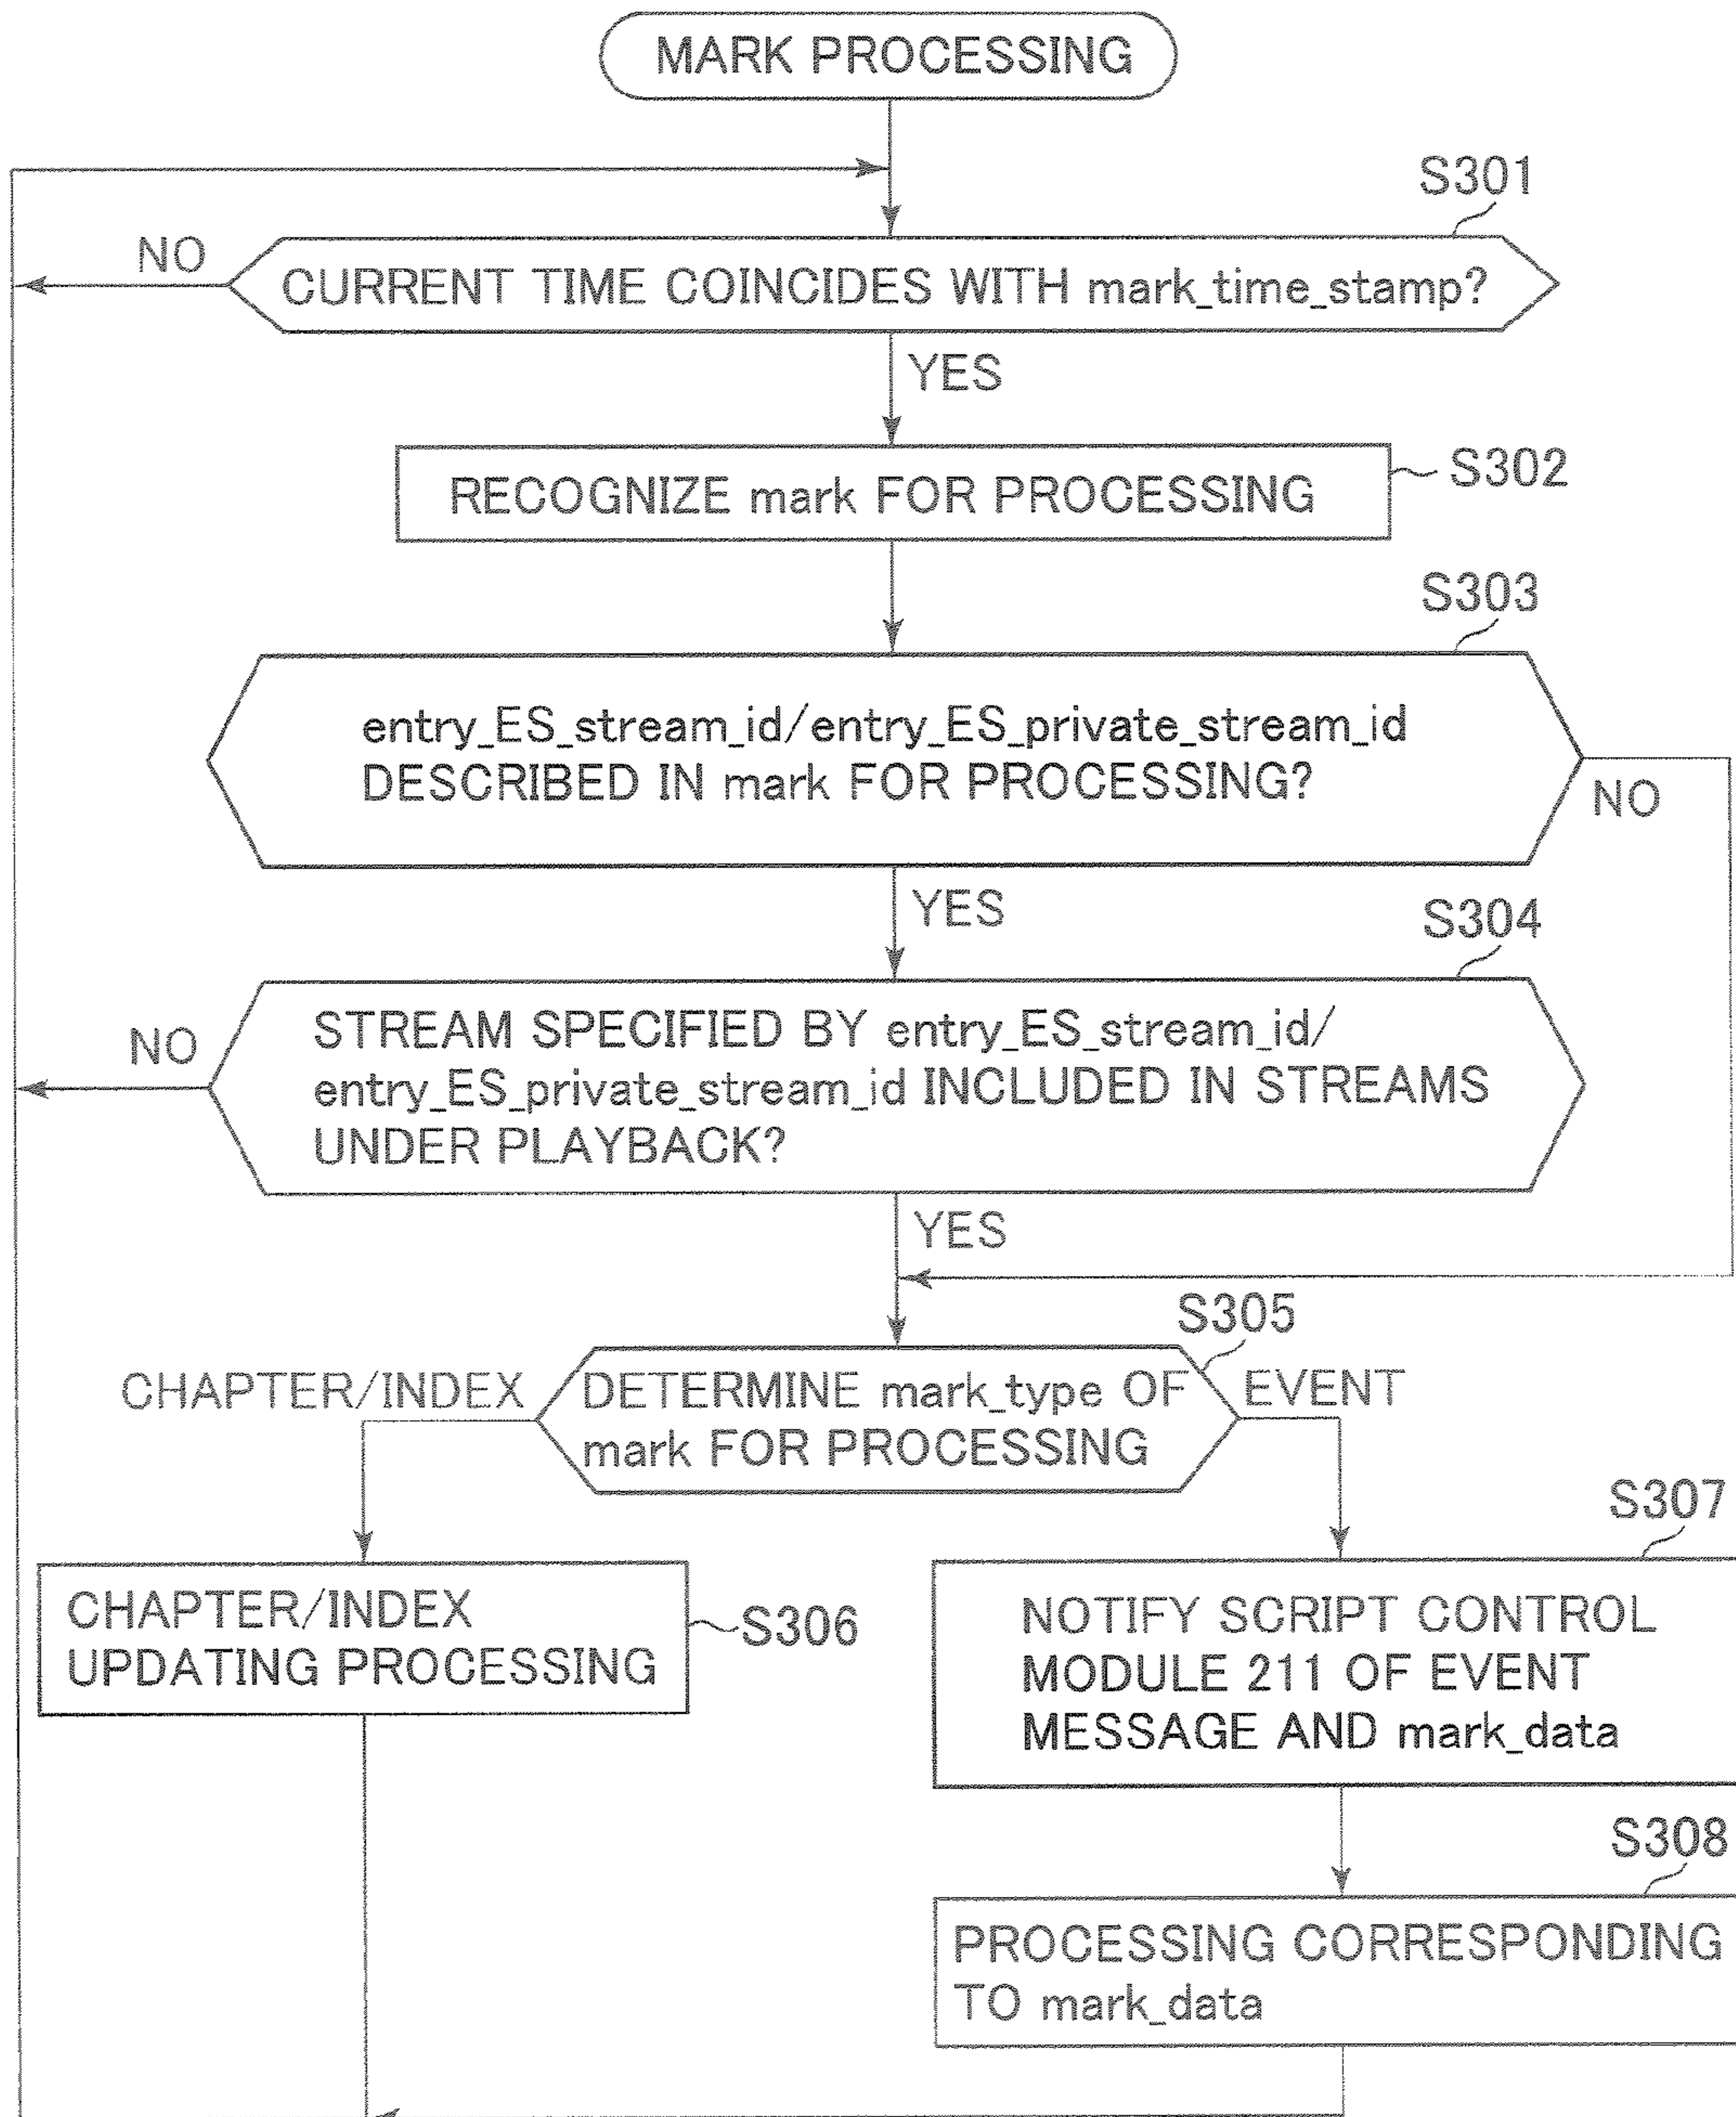 MARK PROCESSING
S301
NO
CURRENT TIME COINCIDES WITH mark_time_stamp?
YES
RECOGNIZE mark FOR PROCESSING
S302
S303
entry_ES_stream_id/entry_ES_private_stream_id
DESCRIBED IN mark FOR PROCESSING?
NO
YES
S304
NO
STREAM SPECIFIED BY entry_ES_stream_id/
entry_ES_private_stream_id INCLUDED IN STREAMS
UNDER PLAYBACK?
YES
S305
CHAPTER/INDEX
DETERMINE mark_type OF
mark FOR PROCESSING
EVENT
S307
CHAPTER/INDEX
UPDATING PROCESSING
S306
NOTIFY SCRIPT CONTROL
MODULE 211 OF EVENT
MESSAGE AND mark_data
S308
PROCESSING CORRESPONDING
TO mark_data